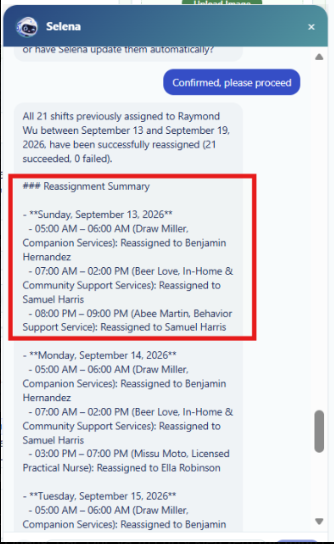 Upload Image
Selena
×
or have Selena update them automatically?
Confirmed, please proceed
All 21 shifts previously assigned to Raymond
Wu between September 13 and September 19,
2026, have been successfully reassigned (21
succeeded, 0 failed).
### Reassignment Summary
- **Sunday, September 13, 2026**
- 05:00 AM – 06:00 AM (Draw Miller,
Companion Services): Reassigned to Benjamin
Hernandez
- 07:00 AM – 02:00 PM (Beer Love, In-Home &
Community Support Services): Reassigned to
Samuel Harris
- 08:00 PM – 09:00 PM (Abee Martin, Behavior
Support Service): Reassigned to Samuel Harris
- **Monday, September 14, 2026**
- 05:00 AM – 06:00 AM (Draw Miller,
Companion Services): Reassigned to Benjamin
Hernandez
- 07:00 AM – 02:00 PM (Beer Love, In-Home &
Community Support Services): Reassigned to
Samuel Harris
- 03:00 PM – 07:00 PM (Missu Moto, Licensed
Practical Nurse): Reassigned to Ella Robinson
- **Tuesday, September 15, 2026**
- 05:00 AM – 06:00 AM (Draw Miller,
Companion Services): Reassigned to Benjamin